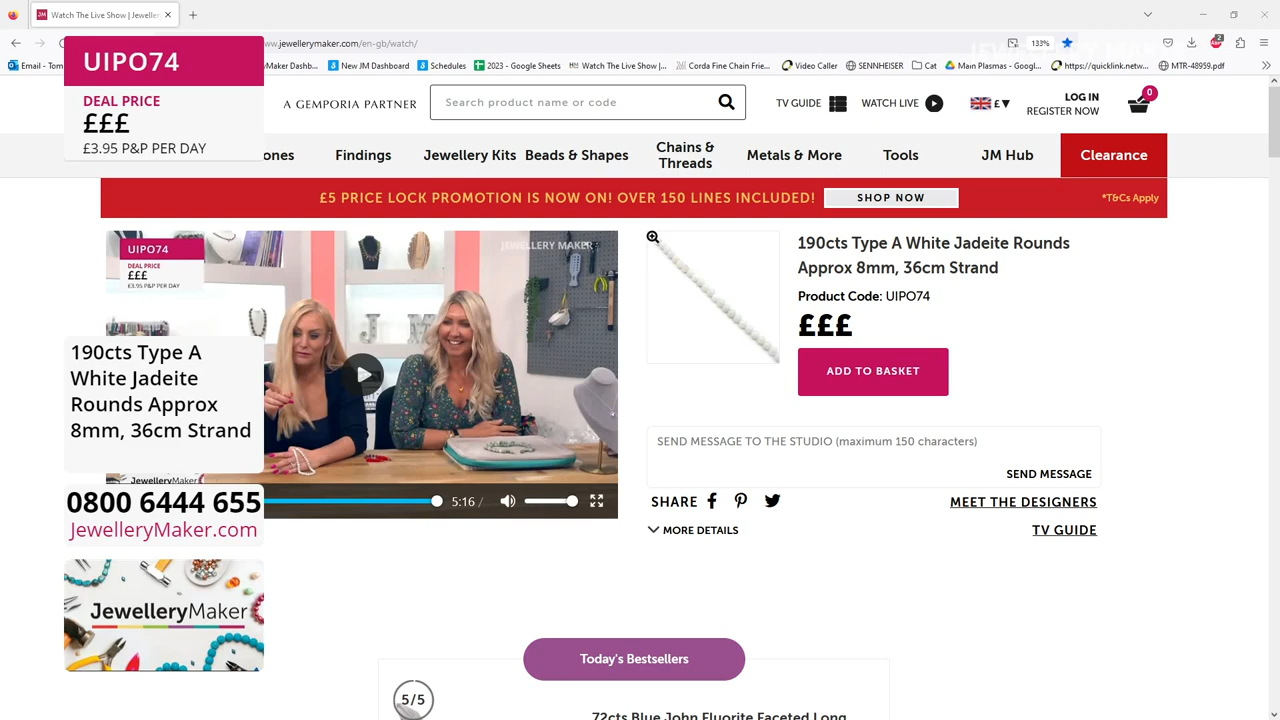 Watch The Live Show | Jeweller
ww.jewellerymaker.com/en-gb/watch/
133%
JEWELLERY MAK
2
Email - Tom
Maker Dashb...
New JM Dashboard
Schedules
2023 - Google Sheets
Watch The Live Show |...
Corda Fine Chain Frie...
Video Caller
SENNHEISER
Cat
Main Plasmas - Googl...
https://quicklink.netw...
MTR-48959.pdf
UIPO74
DEAL PRICE
£££
£3.95 P&P PER DAY
A GEMPORIA PARTNER
Search product name or code
TV GUIDE
WATCH LIVE
£
LOG IN
REGISTER NOW
0
ones
Findings
Jewellery Kits
Beads & Shapes
Chains &
Threads
Metals & More
Tools
JM Hub
Clearance
£5 PRICE LOCK PROMOTION IS NOW ON! OVER 150 LINES INCLUDED!
SHOP NOW
*T&Cs Apply
UIPO74
DEAL PRICE
£££
£3.95 P&P PER DAY
JEWELLERY MAKER
J M
190cts Type A White Jadeite Rounds
Approx 8mm, 36cm Strand
Product Code: UIPO74
£££
ADD TO BASKET
190cts Type A
White Jadeite
Rounds Approx
8mm, 36cm Strand
JewelleryMaker
5:16 /
SEND MESSAGE TO THE STUDIO (maximum 150 characters)
SEND MESSAGE
SHARE
MEET THE DESIGNERS
MORE DETAILS
TV GUIDE
0800 6444 655
JewelleryMaker.com
JewelleryMaker
Today's Bestsellers
5/5
72cts Blue John Fluorite Faceted Long